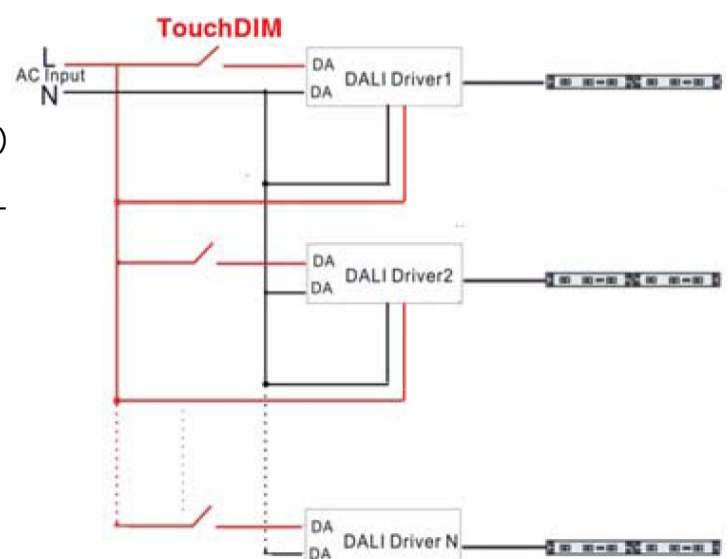 TouchDIM
L
AC Input
N
DA
DALI Driver1
DA
)
DA
DALI Driver2
DA
DA
DALI Driver N
DA